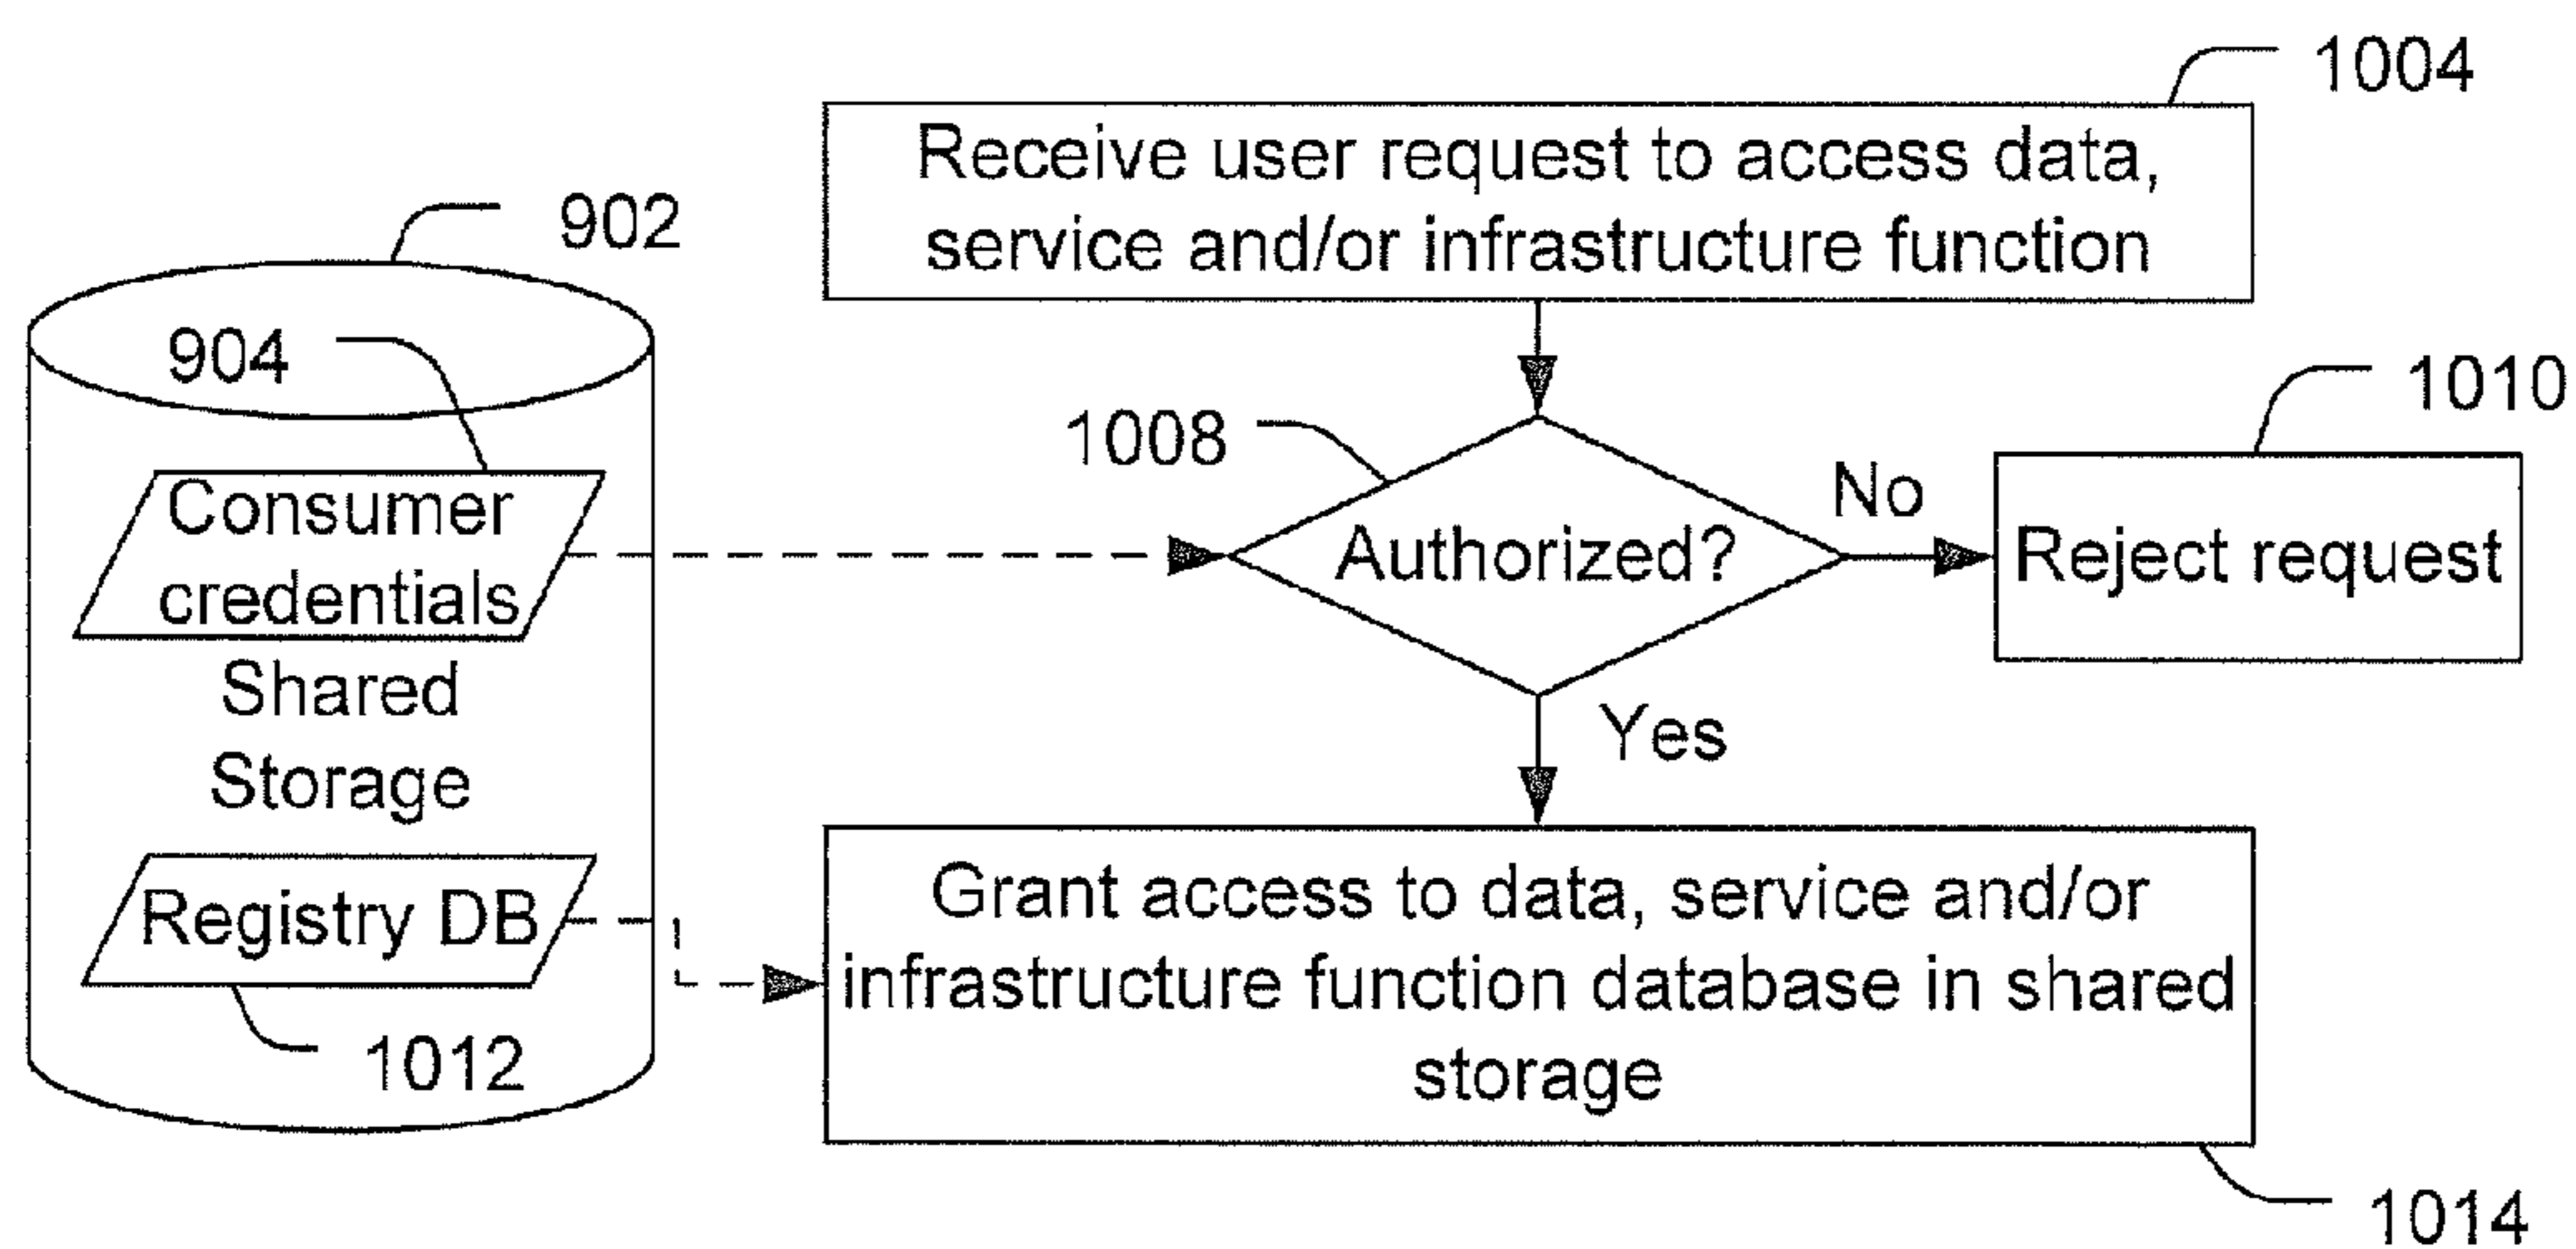 1004
Receive user request to access data,
service and/or infrastructure function
902
904
1010
1008
No
Consumer
credentials
Authorized?
Reject request
Shared
Storage
Yes
Registry DB
Grant access to data, service and/or
infrastructure function database in shared
storage
1012
1014